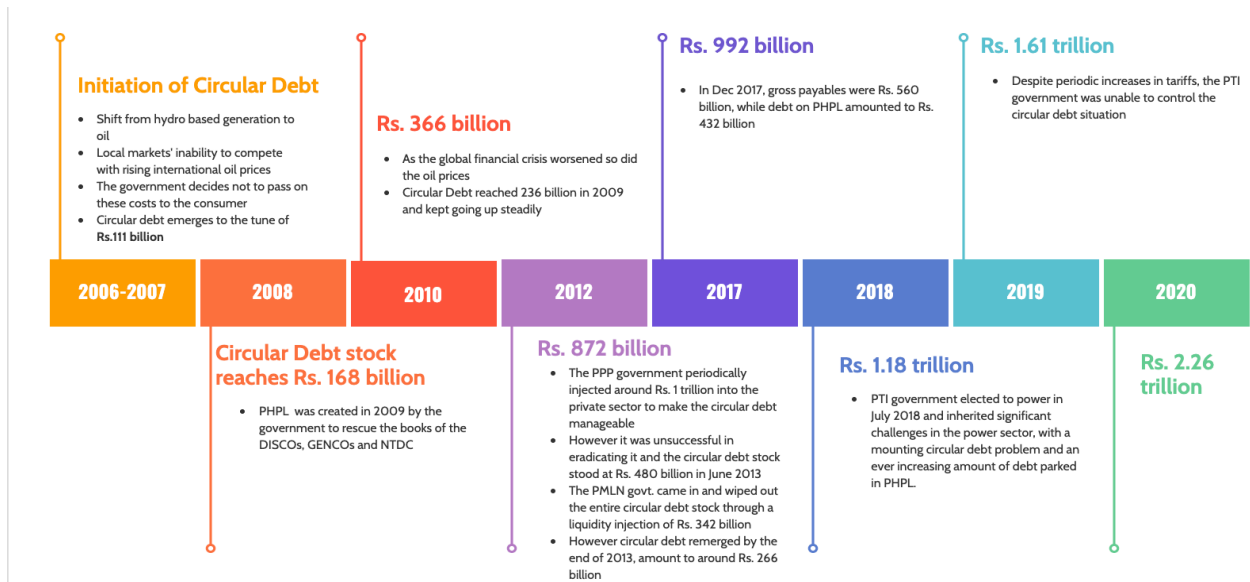 Initiation of Circular Debt
• Shift from hydro based generation to
oil
• Local markets' inability to compete
with rising international oil prices
• The government decides not to pass on
these costs to the consumer
• Circular debt emerges to the tune of
Rs.111 billion
Rs. 366 billion
• As the global financial crisis worsened so did
the oil prices
• Circular Debt reached 236 billion in 2009
and kept going up steadily
Rs. 992 billion
• In Dec 2017, gross payables were Rs. 560
billion, while debt on PHPL amounted to Rs.
432 billion
Rs. 1.61 trillion
• Despite periodic increases in tariffs, the PTI
government was unable to control the
circular debt situation
2006-2007
2008
2010
2012
2017
2018
2019
2020
Circular Debt stock
reaches Rs. 168 billion
• PHPL was created in 2009 by the
government to rescue the books of the
DISCOs, GENCOs and NTDC
Rs. 872 billion
• The PPP government periodically
injected around Rs. 1 trillion into the
private sector to make the circular debt
manageable
• However it was unsuccessful in
eradicating it and the circular debt stock
stood at Rs. 480 billion in June 2013
• The PMLN govt. came in and wiped out
the entire circular debt stock through a
liquidity injection of Rs. 342 billion
• However circular debt remerged by the
end of 2013, amount to around Rs. 266
billion
Rs. 1.18 trillion
• PTI government elected to power in
July 2018 and inherited significant
challenges in the power sector, with a
mounting circular debt problem and an
ever increasing amount of debt parked
in PHPL.
Rs. 2.26
trillion